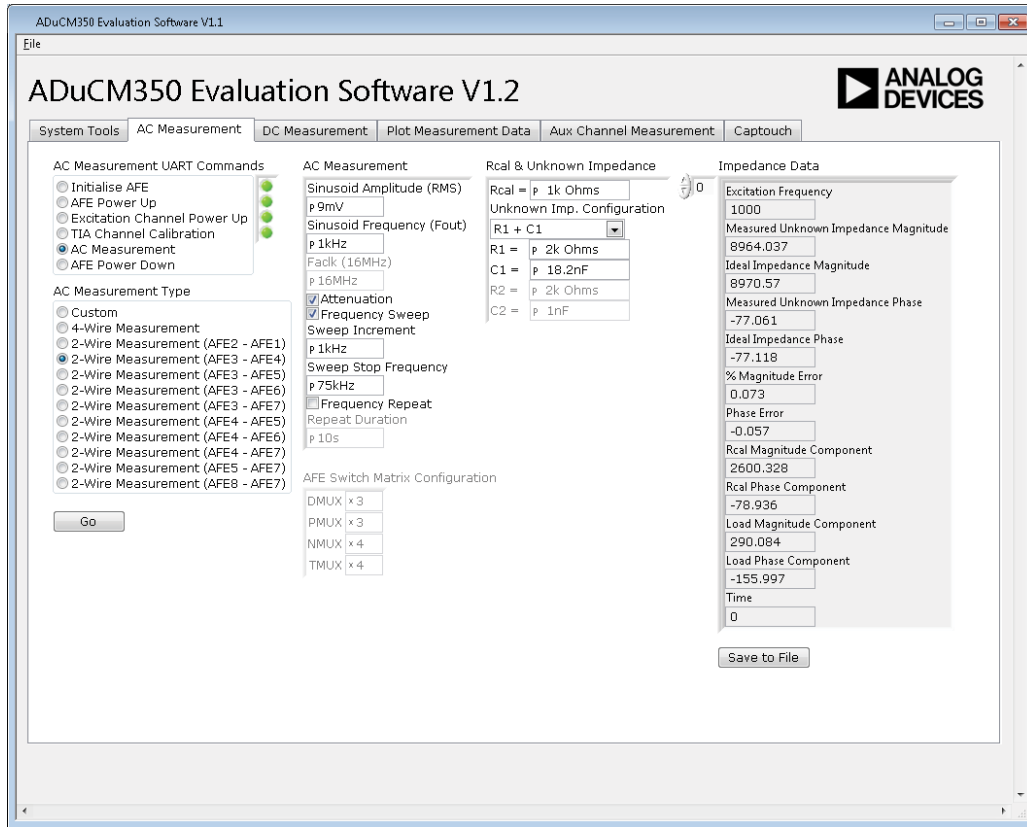 ADuCM350 Evaluation Software V1.1
File
ADuCM350 Evaluation Software V1.2
ANALOG
DEVICES
System Tools
AC Measurement
DC Measurement
Plot Measurement Data
Aux Channel Measurement
Captouch
AC Measurement UART Commands
Initialise AFE
AFE Power Up
Excitation Channel Power Up
TIA Channel Calibration
AC Measurement
AFE Power Down
AC Measurement Type
Custom
4-Wire Measurement
2-Wire Measurement (AFE2 - AFE1)
2-Wire Measurement (AFE3 - AFE4)
2-Wire Measurement (AFE3 - AFE5)
2-Wire Measurement (AFE3 - AFE6)
2-Wire Measurement (AFE3 - AFE7)
2-Wire Measurement (AFE4 - AFE5)
2-Wire Measurement (AFE4 - AFE6)
2-Wire Measurement (AFE4 - AFE7)
2-Wire Measurement (AFE5 - AFE7)
2-Wire Measurement (AFE8 - AFE7)
Go
AC Measurement
Sinusoid Amplitude (RMS)
P 9mV
Sinusoid Frequency (Fout)
P 1kHz
Faclk (16MHz)
P 16MHz
Attenuation
Frequency Sweep
Sweep Increment
P 1kHz
Sweep Stop Frequency
P 75kHz
Frequency Repeat
Repeat Duration
P 10s
AFE Switch Matrix Configuration
DMUX × 3
PMUX × 3
NMUX × 4
TMUX × 4
Rcal & Unknown Impedance
Rcal = P 1k Ohms
Unknown Imp. Configuration
R1 + C1
R1 = P 2k Ohms
C1 = P 18.2nF
R2 = P 2k Ohms
C2 = P 1nF
0
Impedance Data
Excitation Frequency
1000
Measured Unknown Impedance Magnitude
8964.037
Ideal Impedance Magnitude
8970.57
Measured Unknown Impedance Phase
-77.061
Ideal Impedance Phase
-77.118
% Magnitude Error
0.073
Phase Error
-0.057
Rcal Magnitude Component
2600.328
Rcal Phase Component
-78.936
Load Magnitude Component
290.084
Load Phase Component
-155.997
Time
0
Save to File